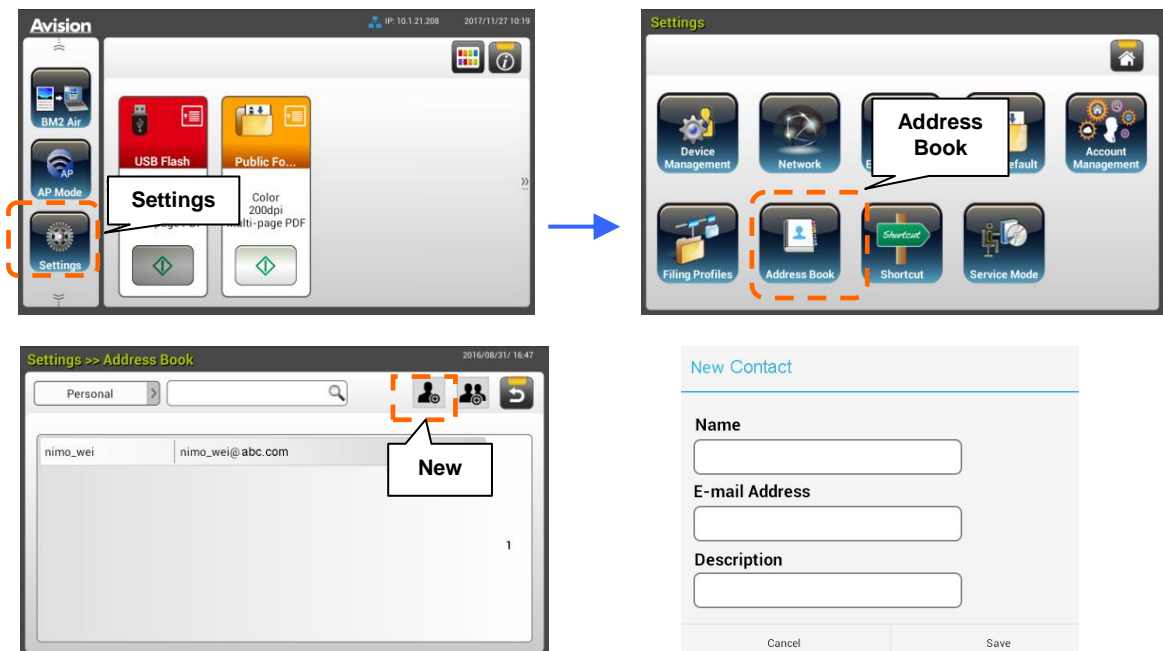 Avision
IP: 10.1.21.208
2017/11/27 10:19
BM2 Air
AP
AP Mode
Settings
USB Flash
Public Fo...
Color
200dpi
Multi-page PDF
Settings
Settings
Device
Management
Network
Address
Book
Account
Management
Filing Profiles
Address Book
Shortcut
Shortcut
Service Mode
Settings >> Address Book
2016/08/31/ 16:47
Personal
nimo_wei
nimo_wei@abc.com
New
1
New Contact
Name
E-mail Address
Description
Cancel
Save